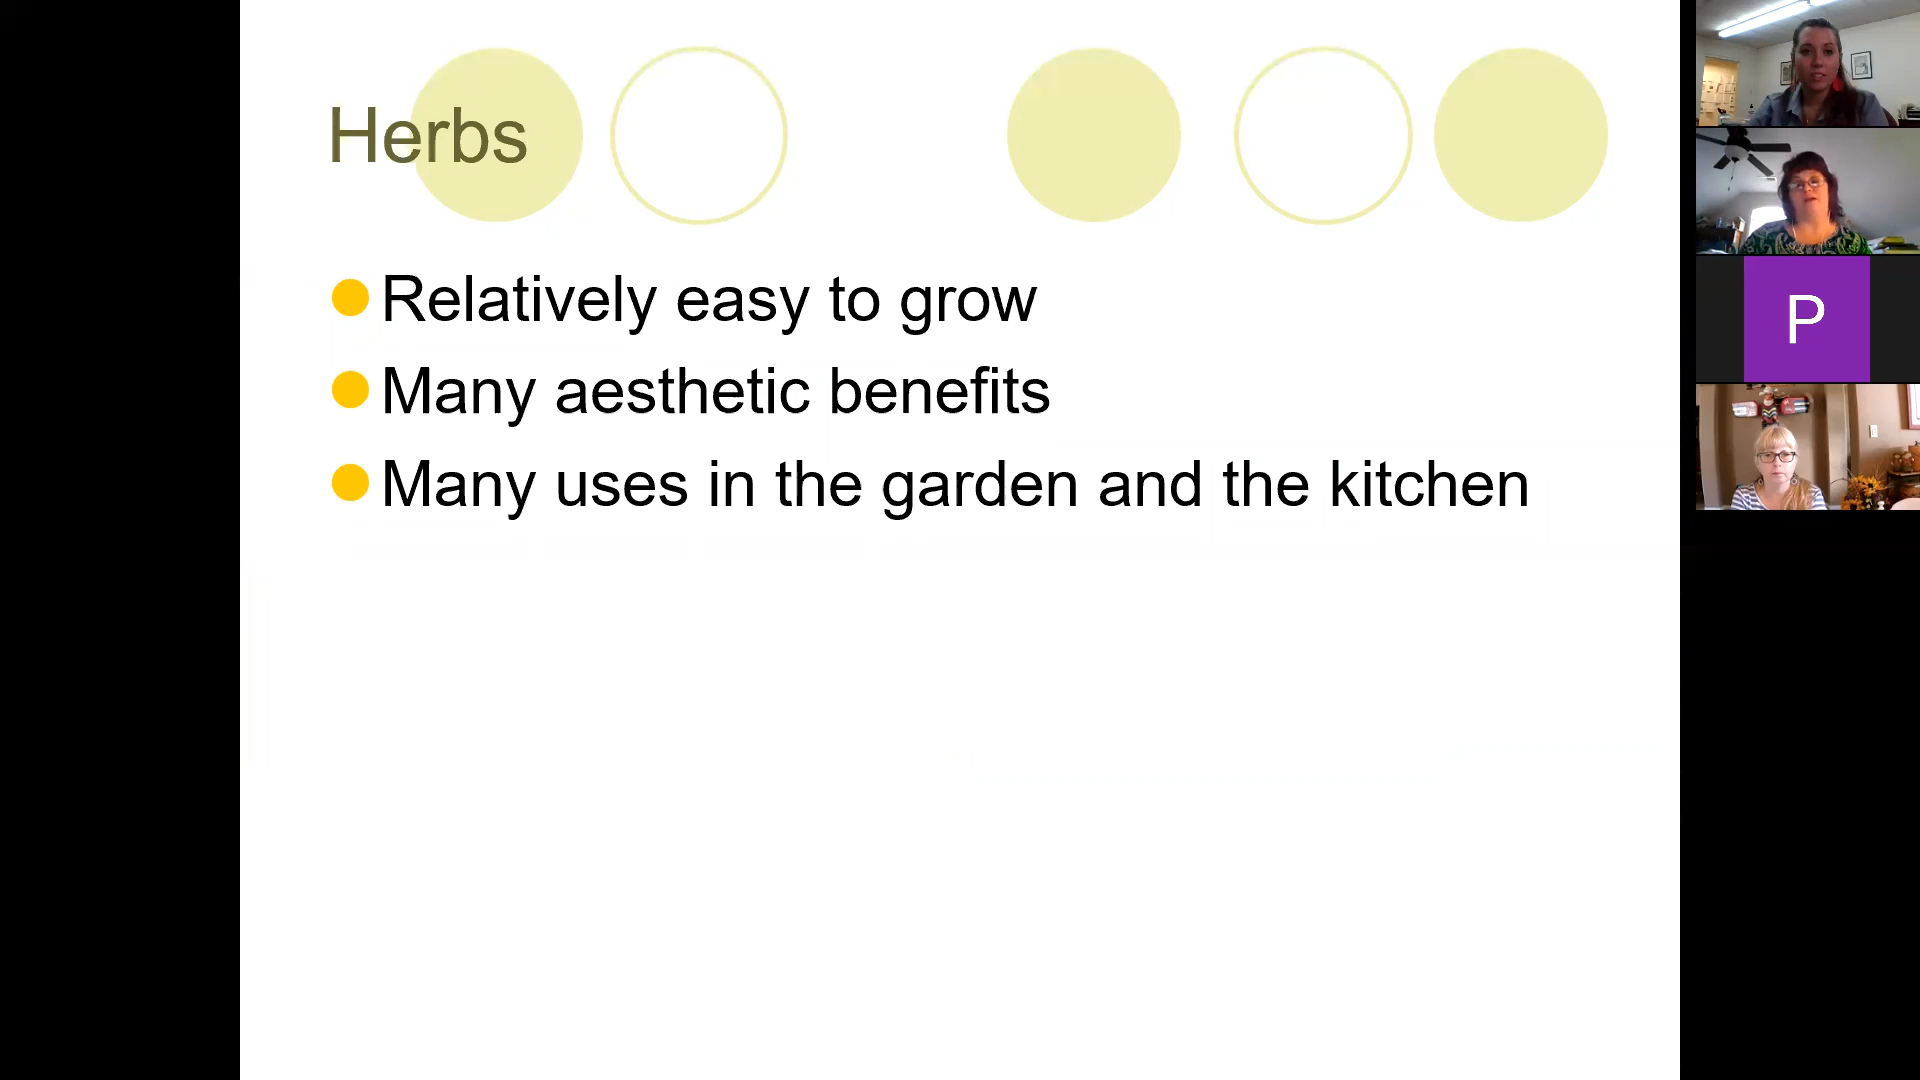 Herbs
Relatively easy to grow
Many aesthetic benefits
Many uses in the garden and the kitchen
P